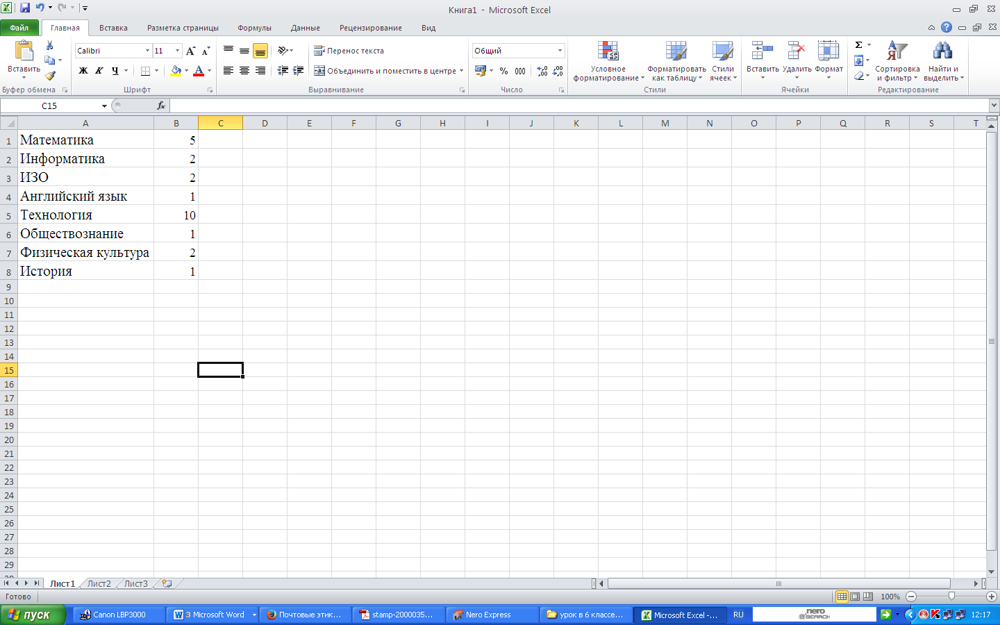 Книга1 - Microsoft Excel
Файл Главная Вставка Разметка страницы Формулы Данные Рецензирование Вид
Вставить
Буфер обмена
Calibri 11
Ж К Ч А
Шрифт
Перенос текста
Объединить и поместить в центре
Выравнивание
Общий
% 000
Число
Условное форматирование
Форматировать как таблицу
Стили ячеек
Стили
Вставить Удалить Формат
Ячейки
Σ
Сортировка и фильтр
Найти и выделить
Редактирование
C15 fx
A B C D E F G H I J K L M N O P Q R S T
1 Математика 5
2 Информатика 2
3 ИЗО 2
4 Английский язык 1
5 Технология 10
6 Обществознание 1
7 Физическая культура 2
8 История 1
9
10
11
12
13
14
15
16
17
18
19
20
21
22
23
24
25
26
27
28
29
Лист1 Лист2 Лист3
Готово 100%
пуск Canon LBP3000 3 Microsoft Word Почтовые этик... stamp-2000035... Nero Express урок в 6 классе... Microsoft Excel -... RU nero @SEARCH 12:17